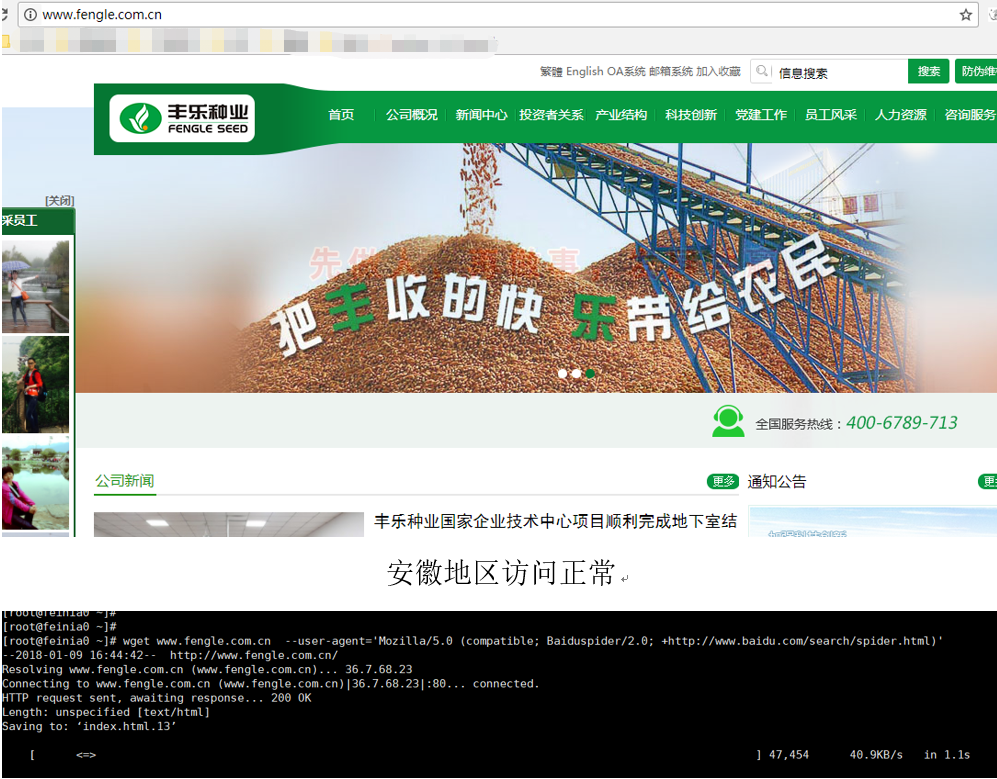 www.fengle.com.cn
繁體 English OA系统 邮箱系统 加入收藏 信息搜索 搜索 防伪维
丰乐种业
FENGLE SEED
首页 公司概况 新闻中心 投资者关系 产业结构 科技创新 党建工作 员工风采 人力资源 咨询服务
[关闭]
采员工
把丰收的快乐带给农民
全国服务热线：400-6789-713
公司新闻 更多 通知公告
丰乐种业国家企业技术中心项目顺利完成地下室结
安徽地区访问正常
[root@feinia0 ~]#
[root@feinia0 ~]#
[root@feinia0 ~]# wget www.fengle.com.cn  --user-agent='Mozilla/5.0 (compatible; Baiduspider/2.0; +http://www.baidu.com/search/spider.html)'
--2018-01-09 16:44:42--  http://www.fengle.com.cn/
Resolving www.fengle.com.cn (www.fengle.com.cn)... 36.7.68.23
Connecting to www.fengle.com.cn (www.fengle.com.cn)|36.7.68.23|:80... connected.
HTTP request sent, awaiting response... 200 OK
Length: unspecified [text/html]
Saving to: ‘index.html.13’
[ <=> ] 47,454 40.9KB/s in 1.1s